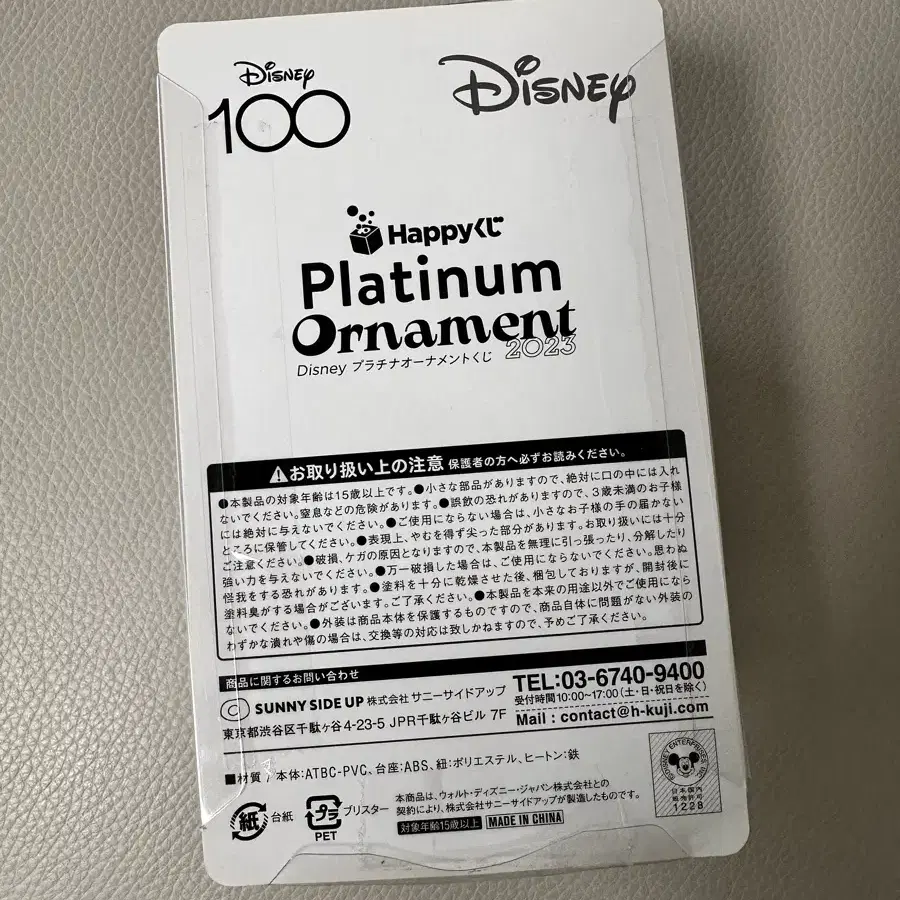 Disney
100
Disney
Happyくじ
Platinum
Ornament
2023
Disney プラチナオーナメントくじ
お取り扱い上の注意 保護者の方へ必ずお読みください。
●本製品の対象年齢は15歳以上です。●小さな部品がありますので、絶対に口の中には入れ
ないでください。窒息などの危険があります。●誤飲の恐れがありますので、3歳未満のお子様
には絶対に与えないでください。●ご使用にならない場合は、小さなお子様の手の届かない
ところに保管してください。●表現上、やむを得ず尖った部分があります。お取り扱いには十分
ご注意ください。●破損、ケガの原因となりますので、本製品を無理に引っ張ったり、分解したり
強い力を与えないでください。●万一破損した場合は、ご使用にならないでください。思わぬ
怪我をする恐れがあります。●塗料を十分に乾燥させた後、梱包しておりますが、開封後に
塗料臭がする場合がございます。ご了承ください。●本製品を本来の用途以外でご使用になら
ないでください。●外装は商品本体を保護するものですので、商品自体に問題がない外装の
わずかな潰れや傷の場合は、交換等の対応は致しかねますので、予めご了承ください。
商品に関するお問い合わせ
SUNNY SIDE UP 株式会社 サニーサイドアップ
東京都渋谷区千駄ヶ谷4-23-5 JPR千駄ヶ谷ビル 7F
TEL:03-6740-9400
受付時間10:00~17:00(土・日・祝日を除く)
Mail : contact@h-kuji.com
■材質 / 本体:ATBC-PVC、台座:ABS、紐:ポリエステル、ヒートン:鉄
紙 台紙
プラ ブリスター
PET
本商品は、ウォルト・ディズニー・ジャパン株式会社との
契約により、株式会社サニーサイドアップが製造したものです。
対象年齢15歳以上 MADE IN CHINA
©DISNEY ENTERPRISES INC.
日本国内
販売許可
1228